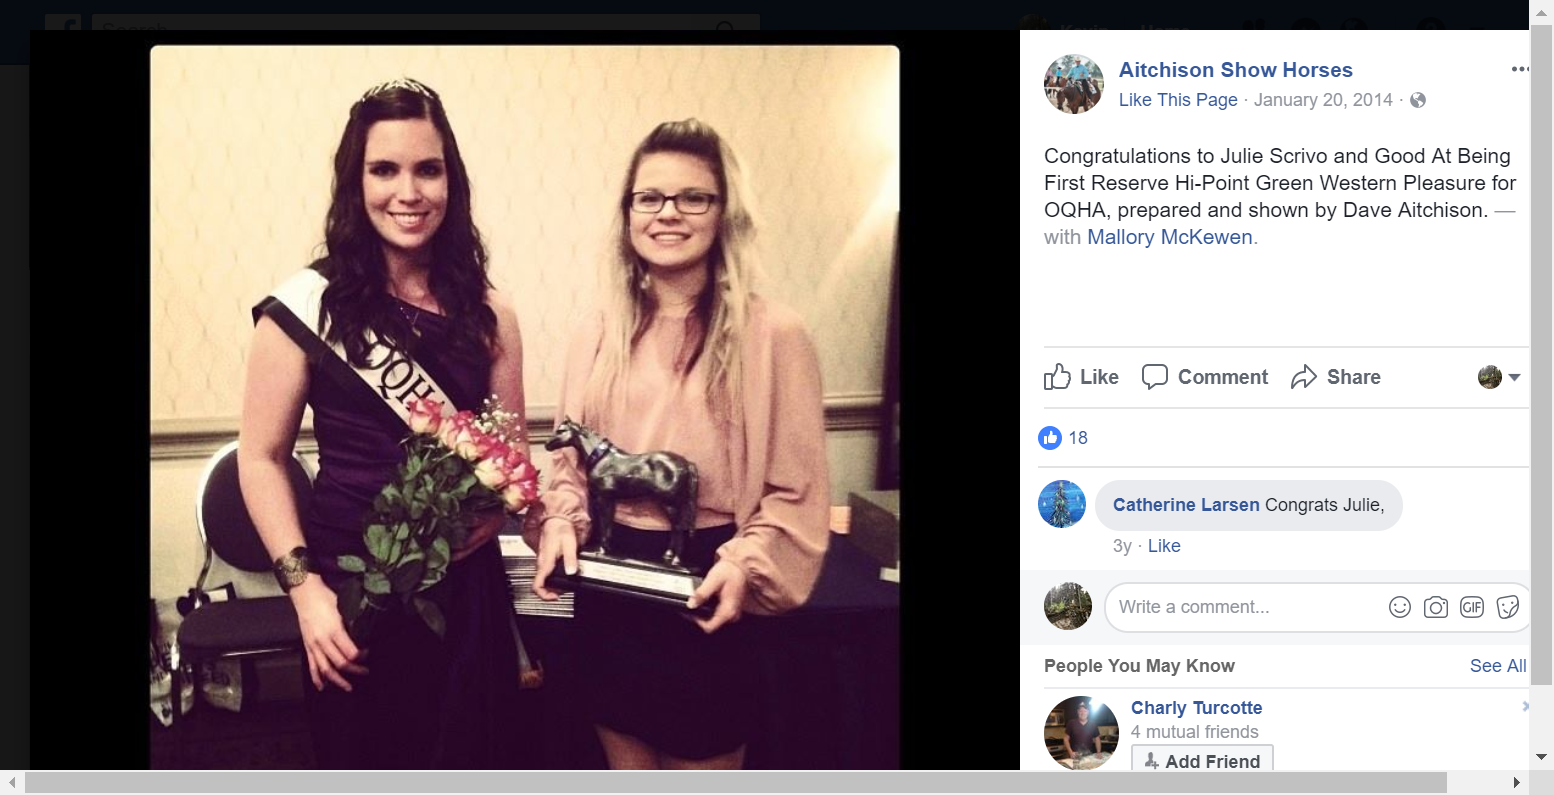 Search
Aitchison Show Horses
Like This Page · January 20, 2014 ·
Congratulations to Julie Scrivo and Good At Being
First Reserve Hi-Point Green Western Pleasure for
OQHA, prepared and shown by Dave Aitchison. —
with Mallory McKewen.
OQH
Like Comment Share
18
Catherine Larsen Congrats Julie,
3y · Like
Write a comment...
GIF
People You May Know
See All
Charly Turcotte
4 mutual friends
Add Friend